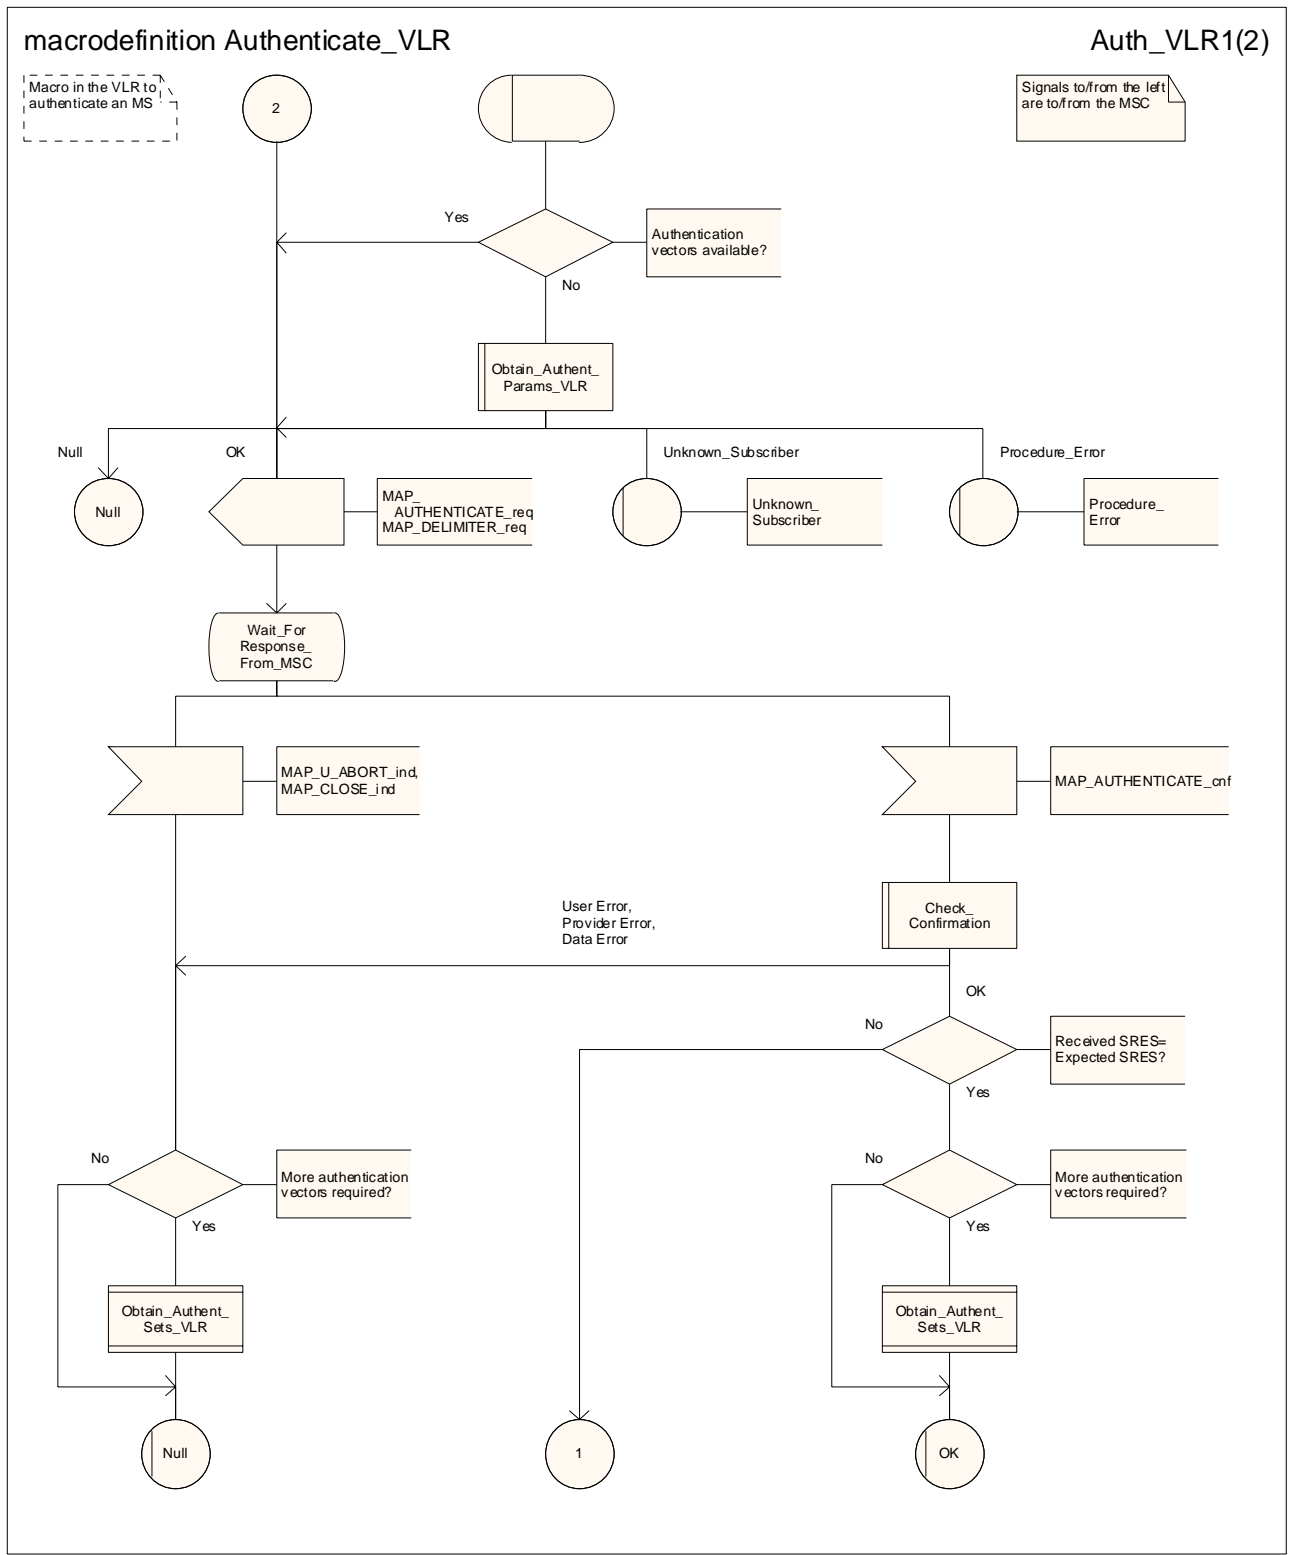 macrodefinition Authenticate_VLR
Auth_VLR1(2)
Macro in the VLR to
authenticate an MS
2
Signals to/from the left
are to/from the MSC
Yes
Authentication
vectors available?
No
Obtain_Authent_
Params_VLR
Null
OK
Unknown_Subscriber
Procedure_Error
Null
MAP_
AUTHENTICATE_req
MAP_DELIMITER_req
Unknown_
Subscriber
Procedure_
Error
Wait_For
Response_
From_MSC
MAP_U_ABORT_ind,
MAP_CLOSE_ind
MAP_AUTHENTICATE_cnf
User Error,
Provider Error,
Data Error
Check_
Confirmation
OK
No
Received SRES=
Expected SRES?
Yes
No
More authentication
vectors required?
Yes
No
More authentication
vectors required?
Yes
Obtain_Authent_
Sets_VLR
Obtain_Authent_
Sets_VLR
Null
1
OK